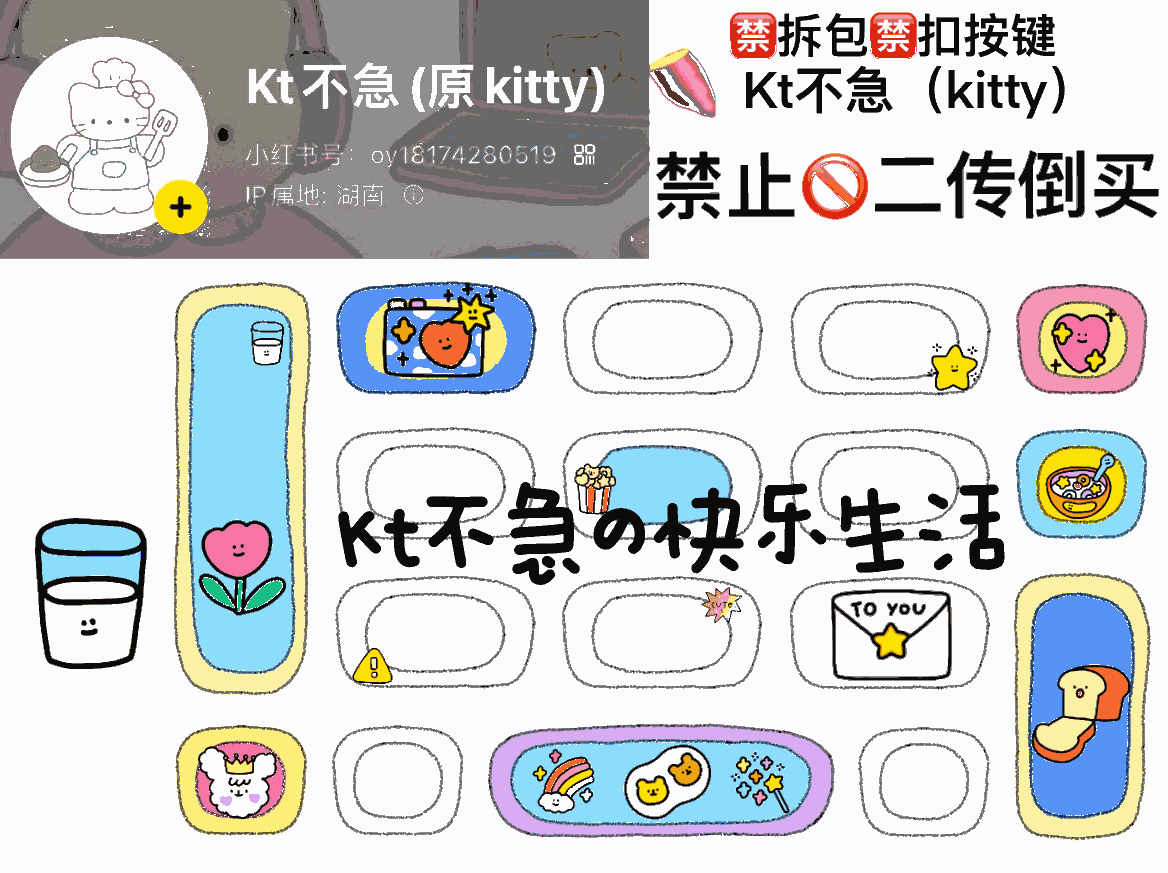 Kt不急 (原 kitty)
小红书号：oy18174280519
IP 属地: 湖南
禁拆包禁扣按键
Kt不急（kitty）
禁止🚫二传倒买
Kt不急の快乐生活
TO YOU